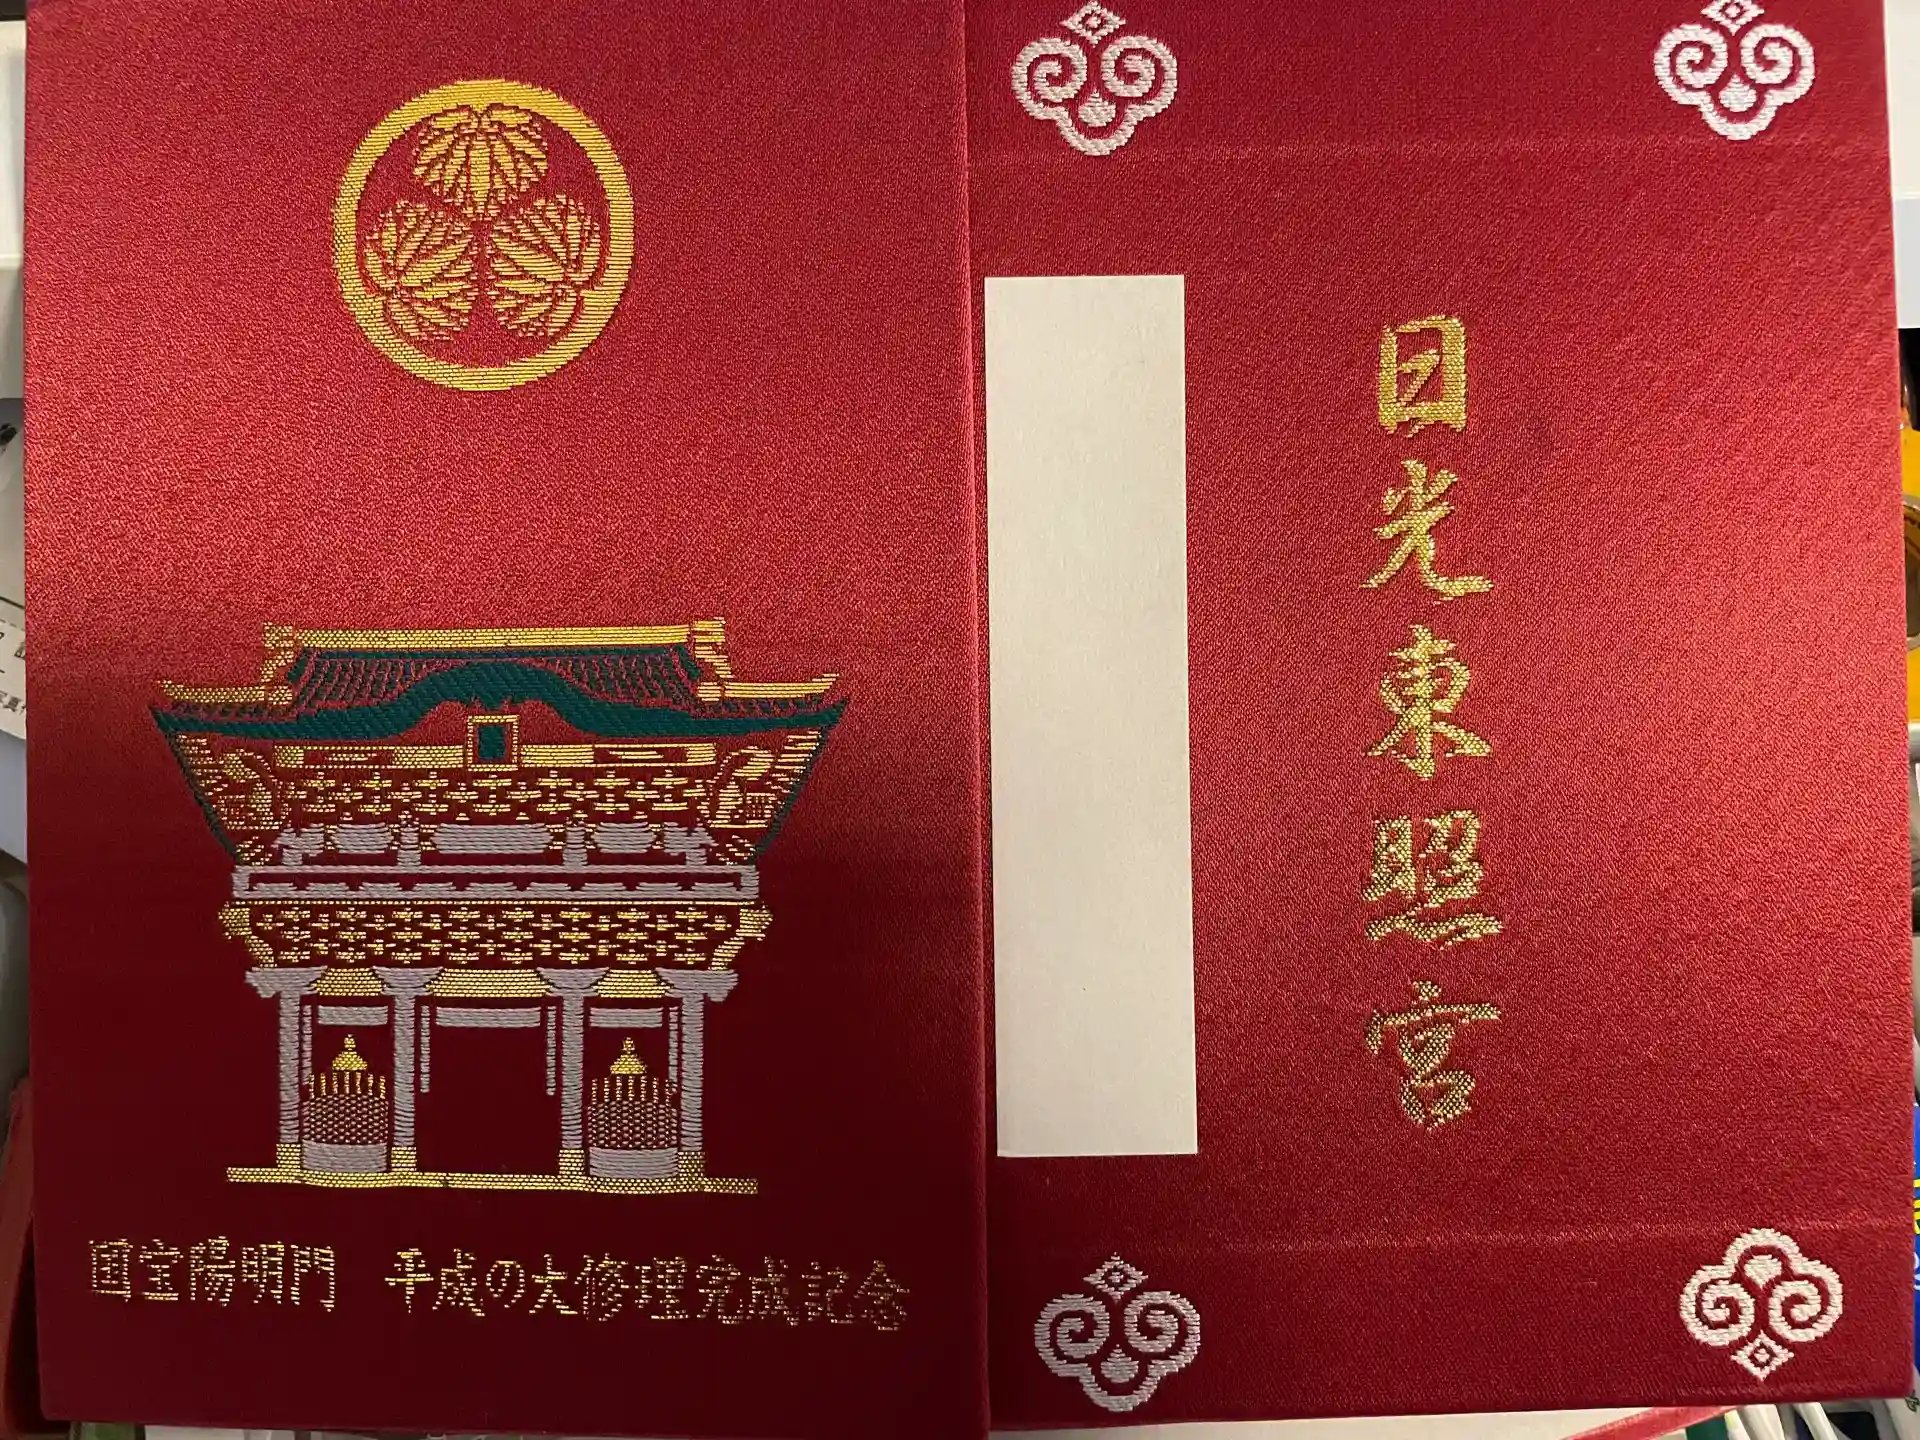 日光東照宮
国宝陽明門 平成の大修理完成記念